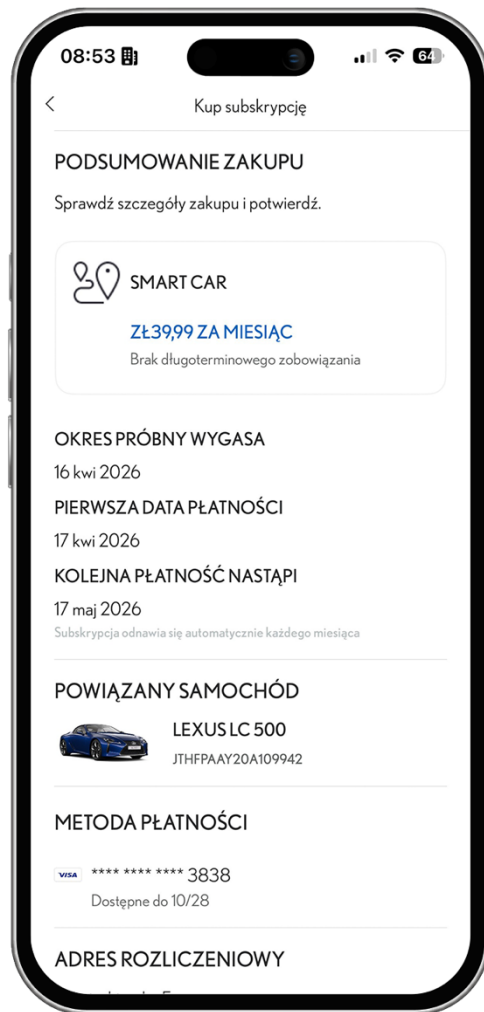 08:53
64
Kup subskrypcję
PODSUMOWANIE ZAKUPU
Sprawdź szczegóły zakupu i potwierdź.
SMART CAR
ZŁ39,99 ZA MIESIĄC
Brak długoterminowego zobowiązania
OKRES PRÓBNY WYGASA
16 kwi 2026
PIERWSZA DATA PŁATNOŚCI
17 kwi 2026
KOLEJNA PŁATNOŚĆ NASTĄPI
17 maj 2026
Subskrypcja odnawia się automatycznie każdego miesiąca
POWIĄZANY SAMOCHÓD
LEXUS LC 500
JTHFPAAY20A109942
METODA PŁATNOŚCI
VISA **** **** **** 3838
Dostępne do 10/28
ADRES ROZLICZENIOWY